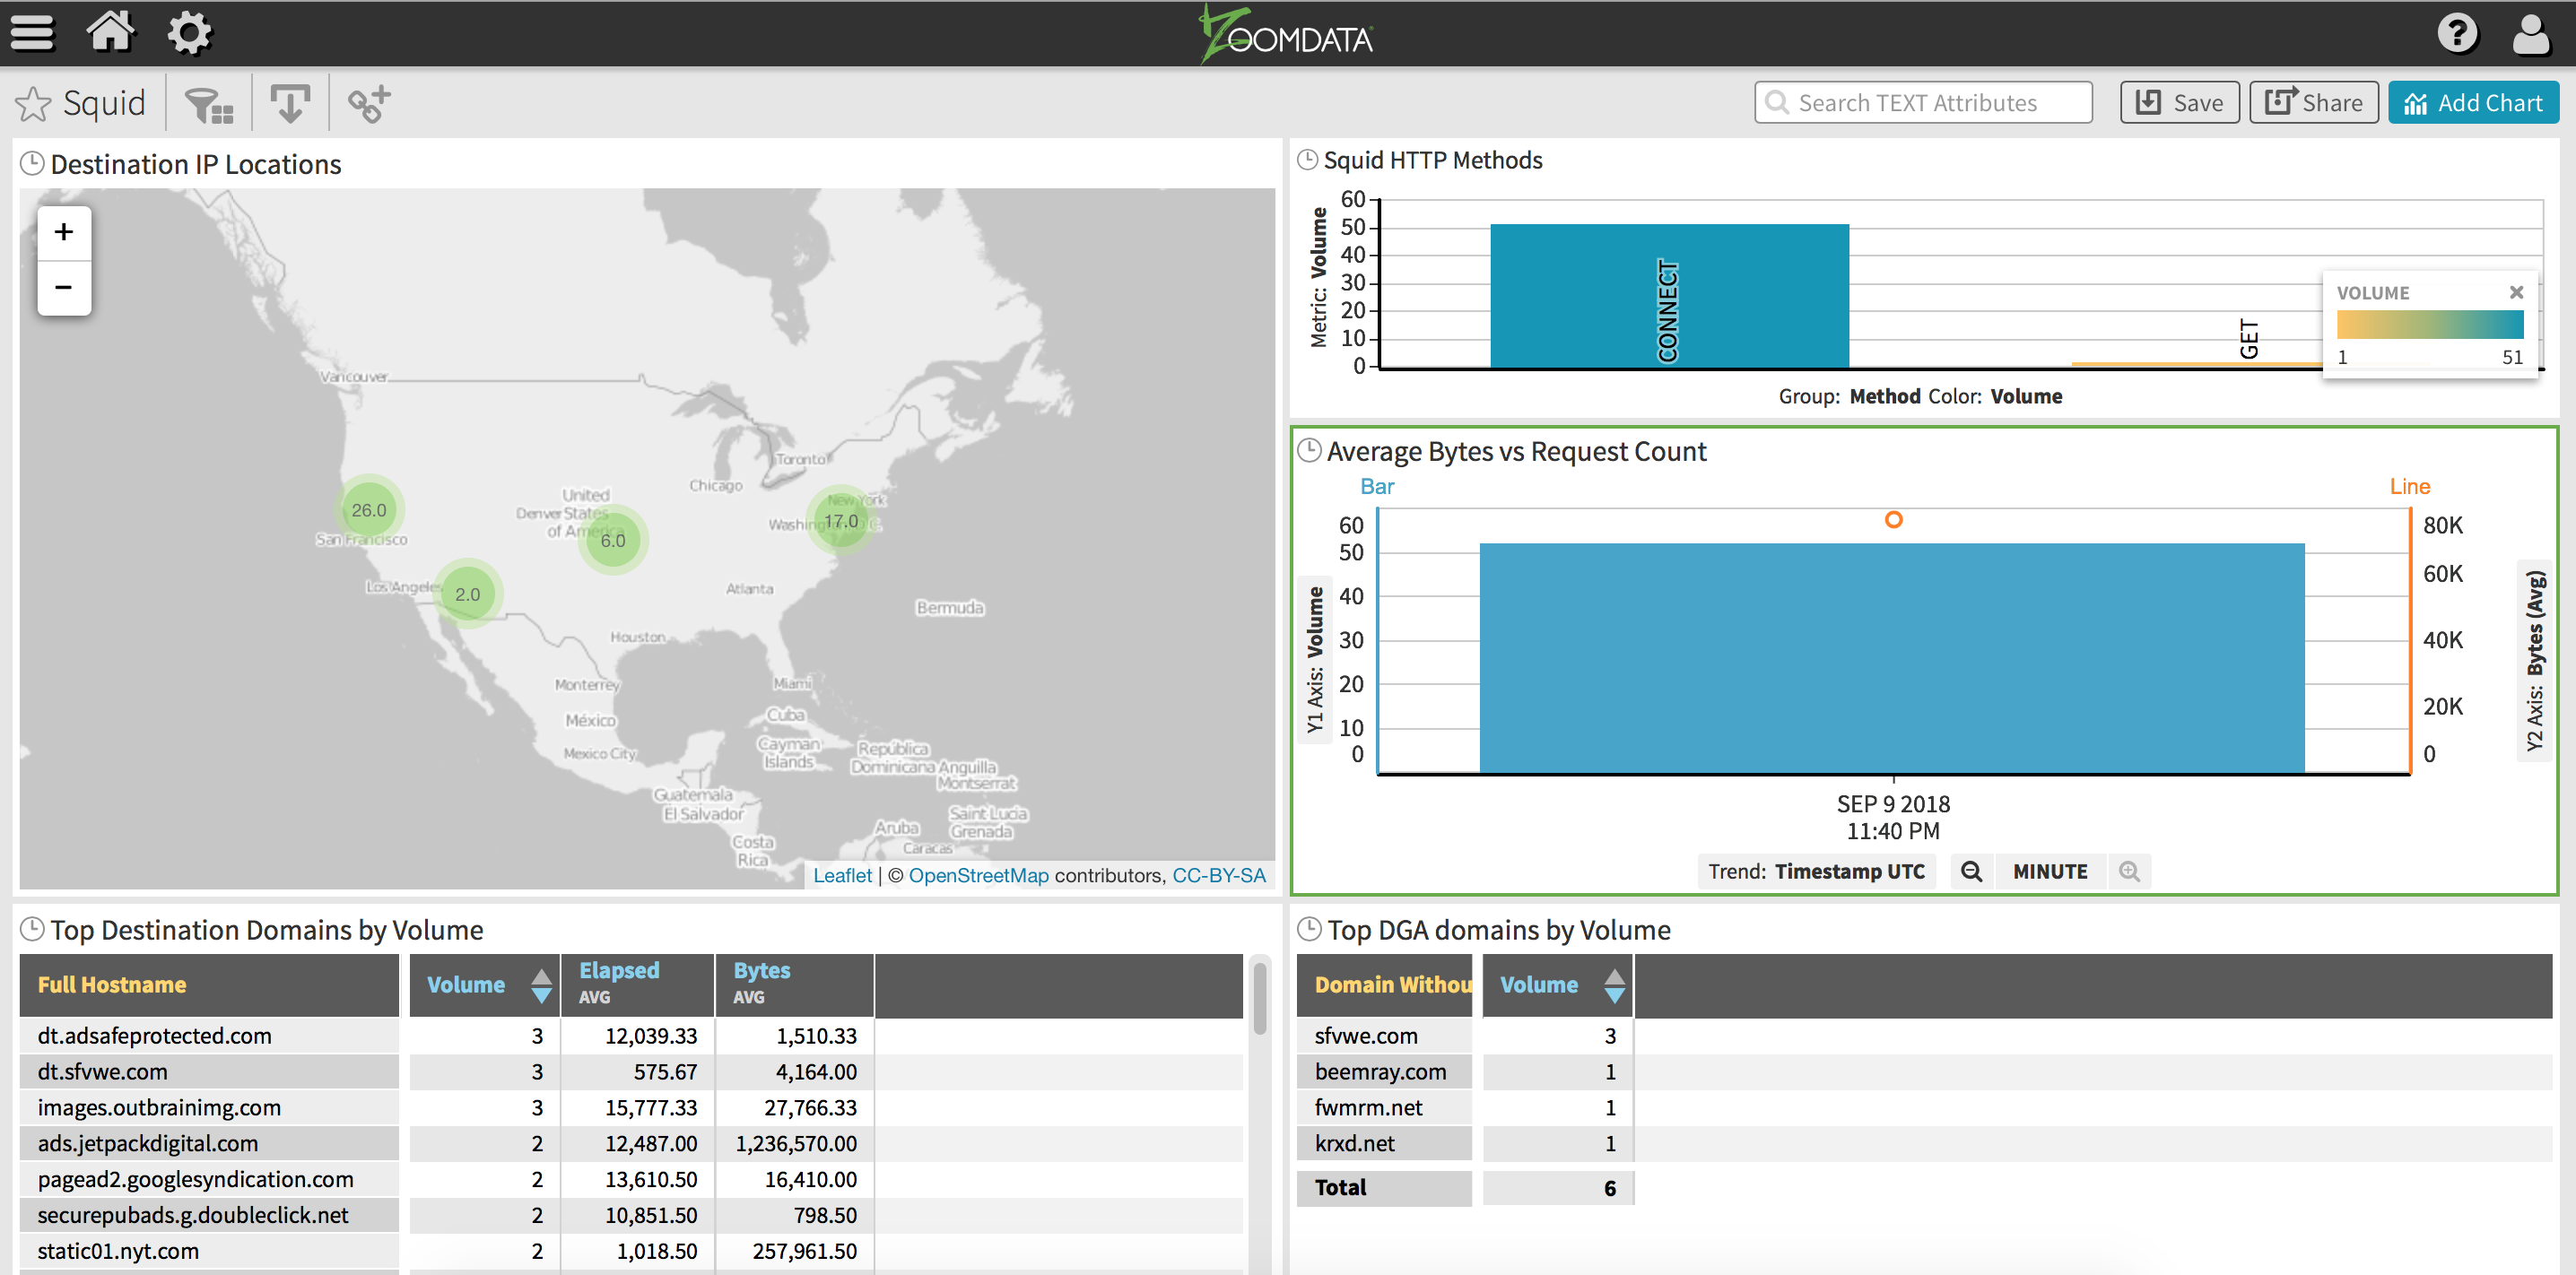 ZOOMDATA
Squid
Search TEXT Attributes
Save
Share
Add Chart
Destination IP Locations
+
−
Vancouver
Toronto
Chicago
New York
United
Denver States
of America
Washington D.C.
San Francisco
Los Angeles
Atlanta
Bermuda
Houston
Monterrey
Miami
México
Cuba
Mexico City
Cayman
Islands
República
Dominicana
Anguilla
Montserrat
Guatemala
El Salvador
Saint Lucia
Grenada
Aruba
Costa
Rica
Caracas
26.0
17.0
6.0
2.0
Leaflet | © OpenStreetMap contributors, CC-BY-SA
Squid HTTP Methods
Metric: Volume
60
50
40
30
20
10
0
CONNECT
GET
VOLUME
1 51
Group: Method Color: Volume
Average Bytes vs Request Count
Bar
Line
Y1 Axis: Volume
60
50
40
30
20
10
0
80K
60K
40K
20K
0
Y2 Axis: Bytes (Avg)
SEP 9 2018
11:40 PM
Trend: Timestamp UTC
MINUTE
Top Destination Domains by Volume
Full Hostname Volume Elapsed AVG Bytes AVG
dt.adsafeprotected.com 3 12,039.33 1,510.33
dt.sfvwe.com 3 575.67 4,164.00
images.outbrainimg.com 3 15,777.33 27,766.33
ads.jetpackdigital.com 2 12,487.00 1,236,570.00
pagead2.googlesyndication.com 2 13,610.50 16,410.00
securepubads.g.doubleclick.net 2 10,851.50 798.50
static01.nyt.com 2 1,018.50 257,961.50
Top DGA domains by Volume
Domain Withou Volume
sfvwe.com 3
beemray.com 1
fwmrm.net 1
krxd.net 1
Total 6